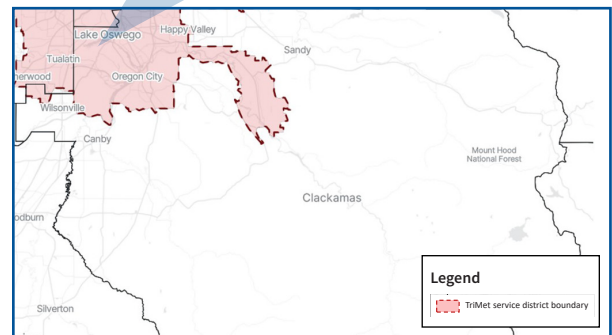 Lake Oswego
Happy Valley
Tualatin
Sandy
herwood
Oregon City
Wilsonville
Canby
Mount Hood
National Forest
Clackamas
odburn
Silverton
Legend
TriMet service district boundary